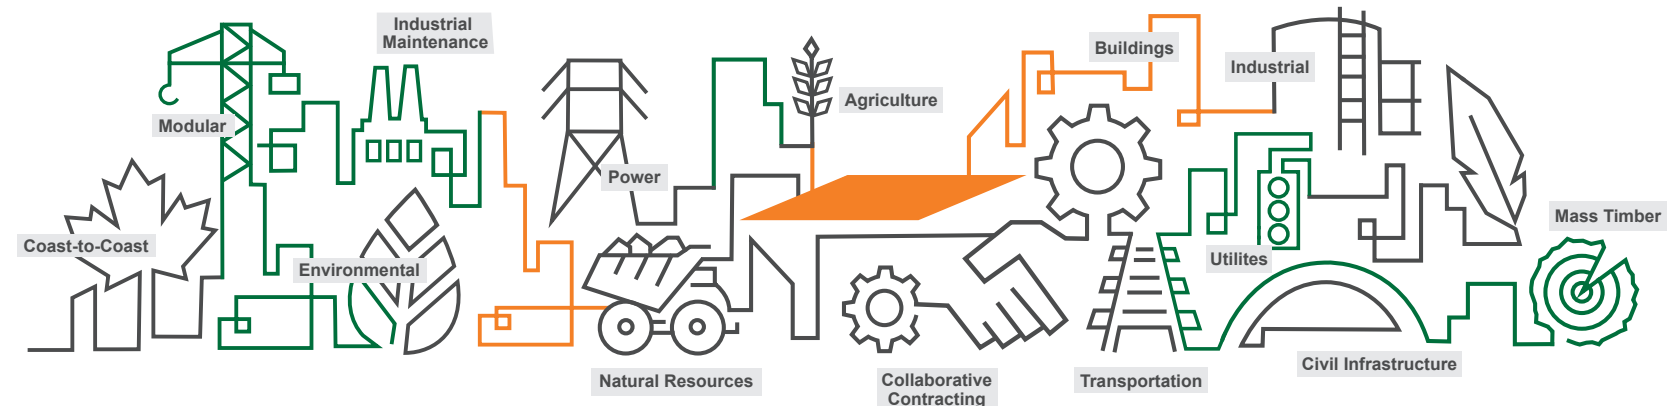 Industrial
Maintenance
Modular
Coast-to-Coast
Environmental
Power
Agriculture
Buildings
Industrial
Utilites
Mass Timber
Natural Resources
Collaborative
Contracting
Transportation
Civil Infrastructure